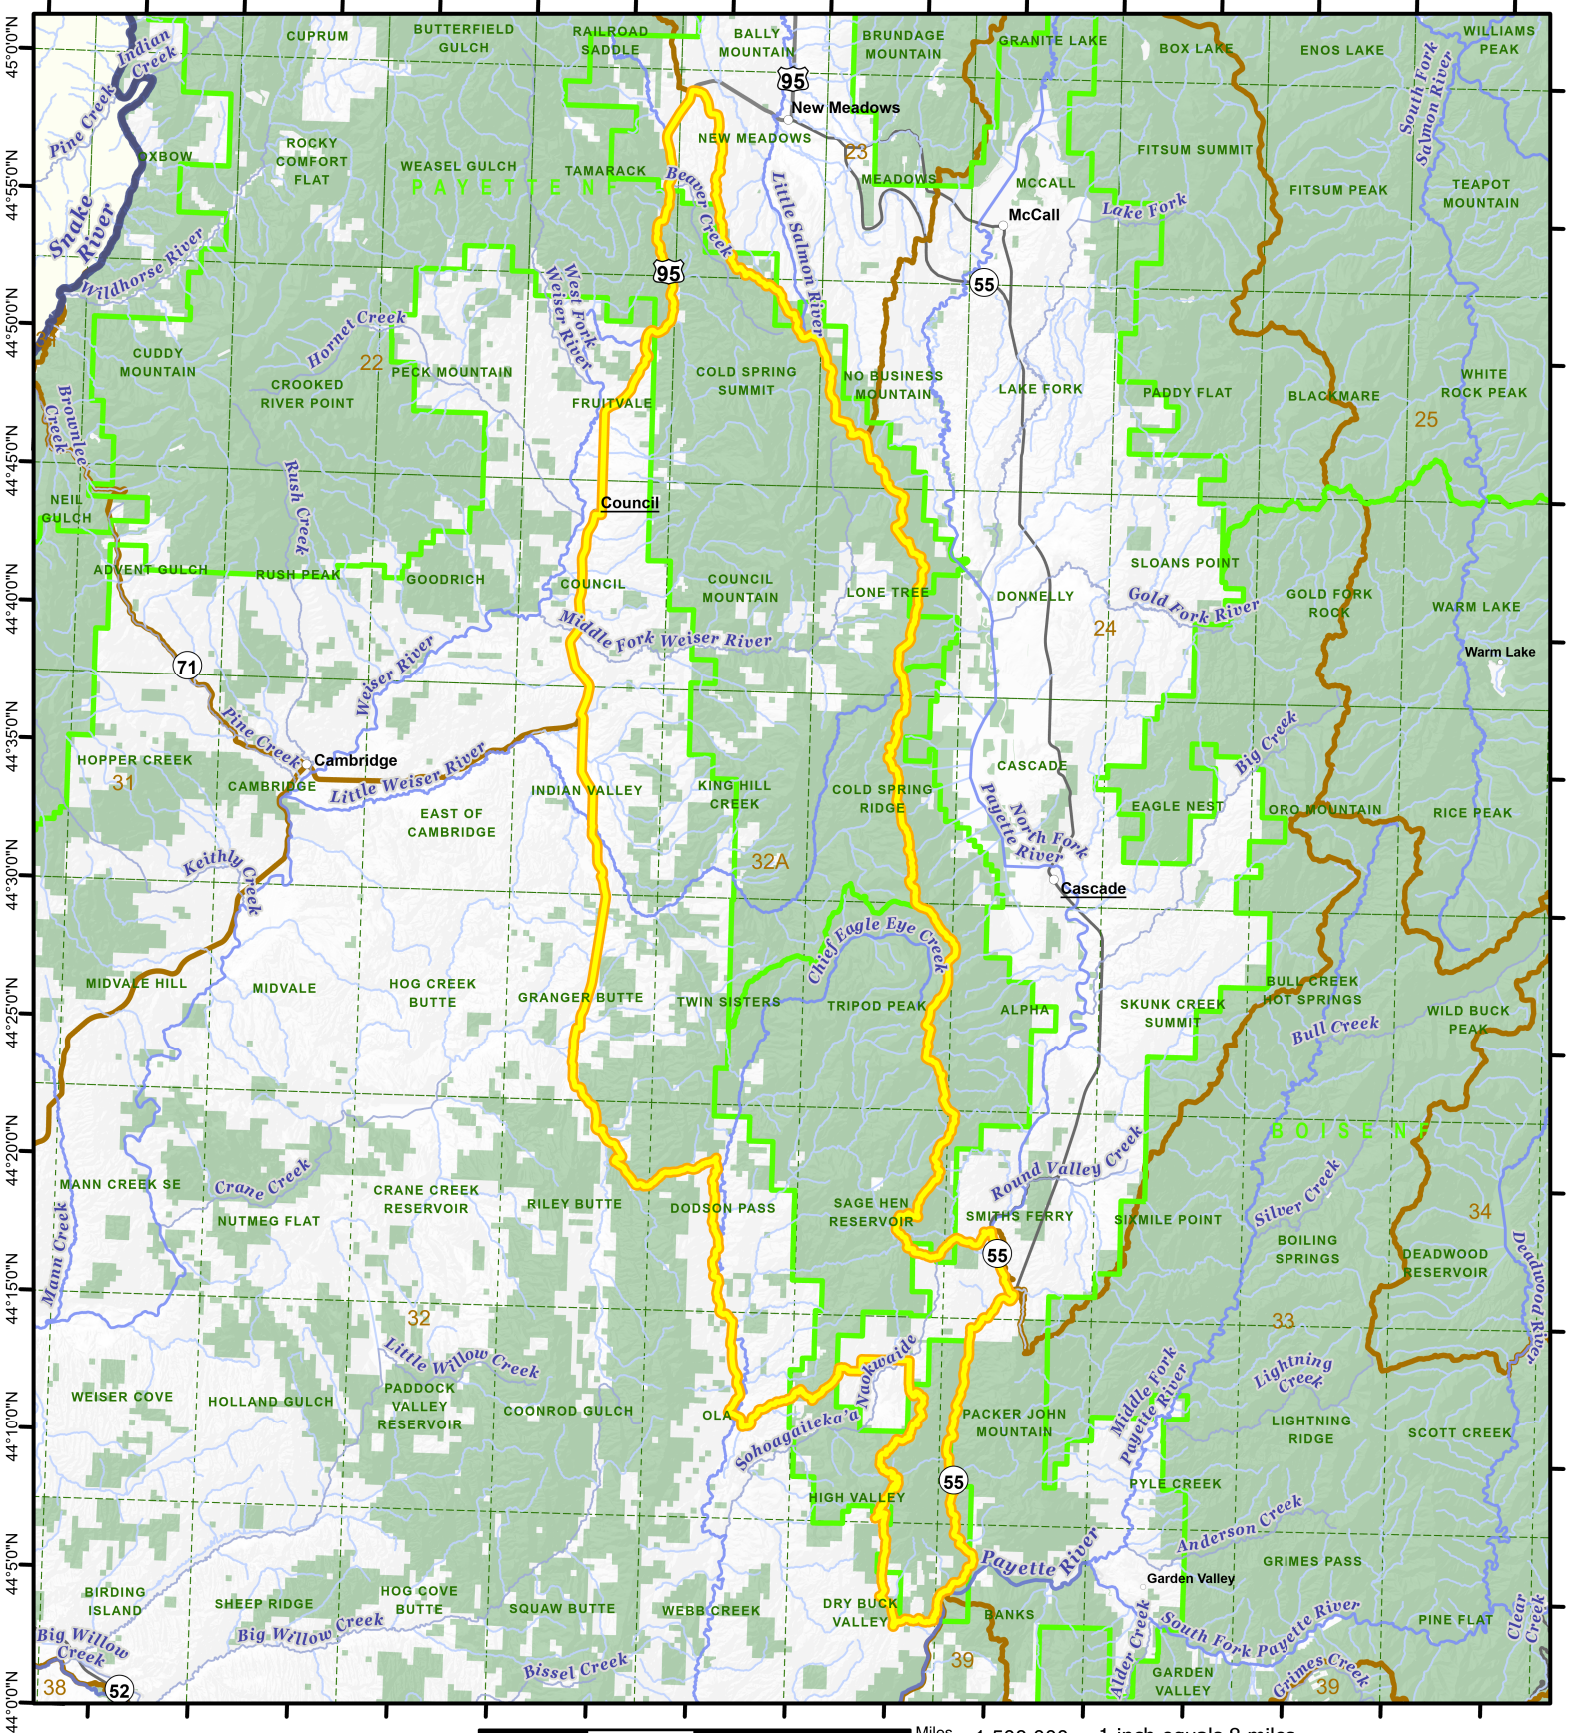 45°0'0"N
44°55'0"N
44°50'0"N
44°45'0"N
44°40'0"N
44°35'0"N
44°30'0"N
44°25'0"N
44°20'0"N
44°15'0"N
44°10'0"N
44°5'0"N
44°0'0"N
Indian
Creek
CUPRUM
BUTTERFIELD
GULCH
RAILROAD
SADDLE
BALLY
MOUNTAIN
BRUNDAGE
MOUNTAIN
GRANITE LAKE
BOX LAKE
ENOS LAKE
WILLIAMS
PEAK
South Fork
Salmon River
95
New Meadows
NEW MEADOWS
Pine Creek
OXBOW
ROCKY
COMFORT
FLAT
WEASEL GULCH
TAMARACK
PAYETTE NF
Beaver Creek
Little Salmon River
23
MEADOWS
MCCALL
McCall
FITSUM SUMMIT
FITSUM PEAK
TEAPOT
MOUNTAIN
Lake Fork
Snake
River
Wildhorse River
95
55
West Fork
Weiser River
Hornet Creek
22
CUDDY
MOUNTAIN
CROOKED
RIVER POINT
PECK MOUNTAIN
FRUITVALE
COLD SPRING
SUMMIT
NO BUSINESS
MOUNTAIN
LAKE FORK
PADDY FLAT
BLACKMARE
WHITE
ROCK PEAK
25
Brownlee
Creek
Rush Creek
NEIL
GULCH
Council
ADVENT GULCH
RUSH PEAK
GOODRICH
COUNCIL
COUNCIL
MOUNTAIN
LONE TREE
DONNELLY
SLOANS POINT
Gold Fork River
GOLD FORK
ROCK
WARM LAKE
Warm Lake
24
Middle Fork Weiser River
Weiser River
71
Pine Creek
Cambridge
CAMBRIDGE
Little Weiser River
HOPPER CREEK
31
EAST OF
CAMBRIDGE
INDIAN VALLEY
KING HILL
CREEK
COLD SPRING
RIDGE
CASCADE
North Fork
Payette River
EAGLE NEST
Big Creek
ORO MOUNTAIN
RICE PEAK
Keithly
Creek
32A
Cascade
Chief Eagle Eye Creek
MIDVALE HILL
MIDVALE
HOG CREEK
BUTTE
GRANGER BUTTE
TWIN SISTERS
TRIPOD PEAK
ALPHA
SKUNK CREEK
SUMMIT
BULL CREEK
HOT SPRINGS
Bull Creek
WILD BUCK
PEAK
BOISE NF
Round Valley Creek
Silver Creek
MANN CREEK SE
Mann Creek
Crane Creek
NUTMEG FLAT
CRANE CREEK
RESERVOIR
RILEY BUTTE
DODSON PASS
SAGE HEN
RESERVOIR
SMITHS FERRY
55
SIXMILE POINT
BOILING
SPRINGS
34
DEADWOOD
RESERVOIR
Deadwood River
32
33
Little Willow Creek
Sohoagaileka'a Naokwaide
Middle Fork
Payette River
Lightning
Creek
WEISER COVE
HOLLAND GULCH
PADDOCK
VALLEY
RESERVOIR
COONROD GULCH
OLA
PACKER JOHN
MOUNTAIN
LIGHTNING
RIDGE
SCOTT CREEK
55
HIGH VALLEY
PYLE CREEK
Anderson Creek
GRIMES PASS
Payette River
Garden Valley
BIRDING
ISLAND
SHEEP RIDGE
HOG COVE
BUTTE
SQUAW BUTTE
WEBB CREEK
DRY BUCK
VALLEY
BANKS
South Fork Payette River
PINE FLAT
Clear
Creek
Big Willow
Creek
Big Willow Creek
Bissel Creek
39
Alder Creek
GARDEN
VALLEY
Grimes Creek
39
38
52
Miles
1 inch equals 8 miles